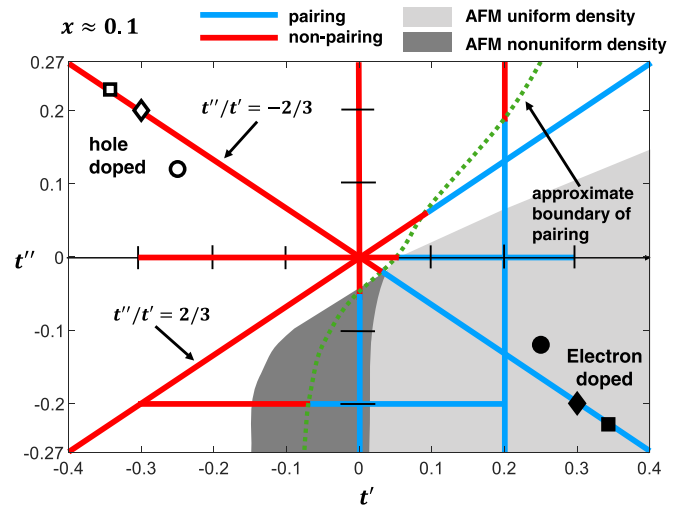 x ≈ 0.1
pairing
non-pairing
AFM uniform density
AFM nonuniform density
0.27
0.2
0.1
0
-0.1
-0.2
-0.27
t''
t''/t' = −2/3
hole
doped
approximate
boundary of
pairing
t''/t' = 2/3
Electron
doped
-0.4
-0.3
-0.2
-0.1
0
0.1
0.2
0.3
0.4
t'